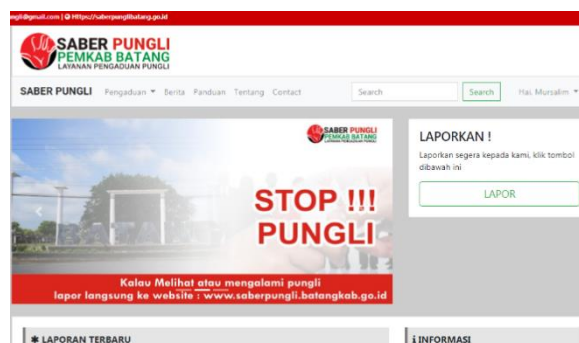 ngli@gmail.com | Https://saberpunglibatang.go.id
SABER PUNGLI
PEMKAB BATANG
LAYANAN PENGADUAN PUNGLI
SABER PUNGLI Pengaduan Berita Panduan Tentang Contact Search Search Hai, Mursalim
SABER PUNGLI
PEMKAB BATANG
STOP !!!
PUNGLI
Kalau Melihat atau mengalami pungli
lapor langsung ke website : www.saberpungli.batangkab.go.id
LAPORKAN !
Laporkan segera kepada kami, klik tombol
dibawah ini
LAPOR
LAPORAN TERBARU
i INFORMASI